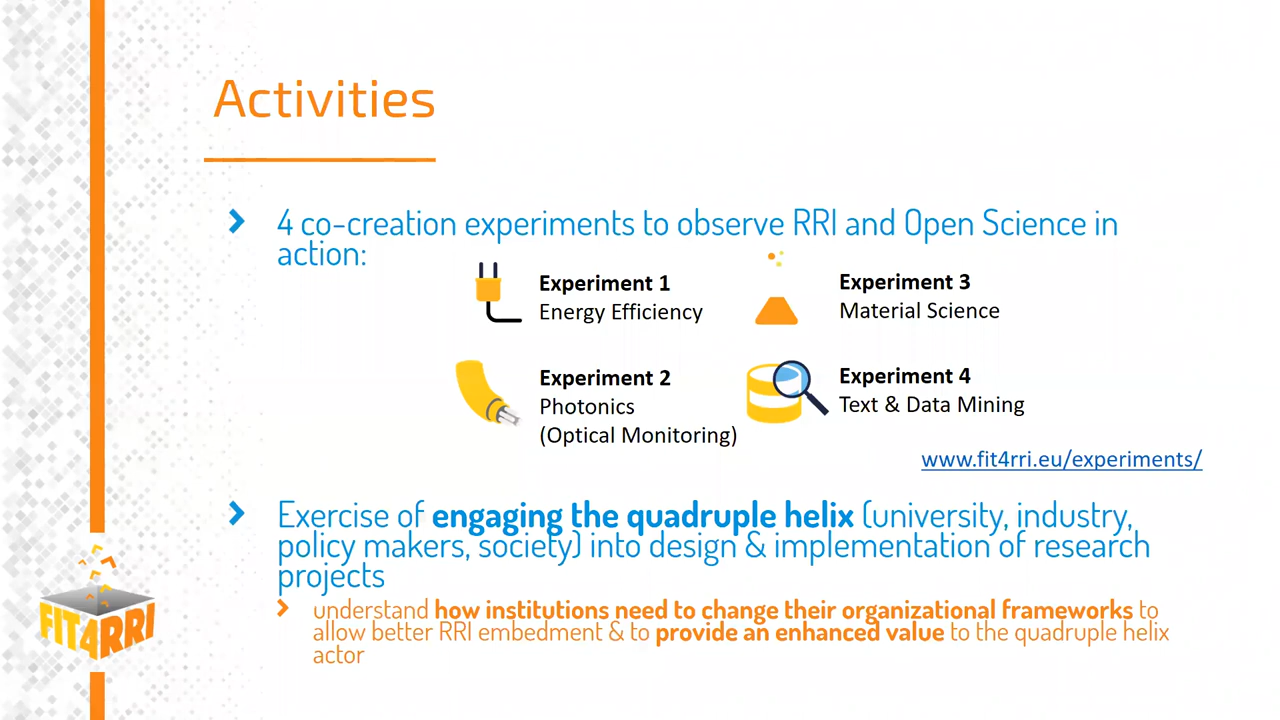 Activities
4 co-creation experiments to observe RRI and Open Science in
action:
Experiment 1
Energy Efficiency
Experiment 3
Material Science
Experiment 2
Photonics
(Optical Monitoring)
Experiment 4
Text & Data Mining
www.fit4rri.eu/experiments/
Exercise of engaging the quadruple helix (university, industry,
policy makers, society) into design & implementation of research
projects
understand how institutions need to change their organizational frameworks to
allow better RRI embedment & to provide an enhanced value to the quadruple helix
actor
FIT4RRI